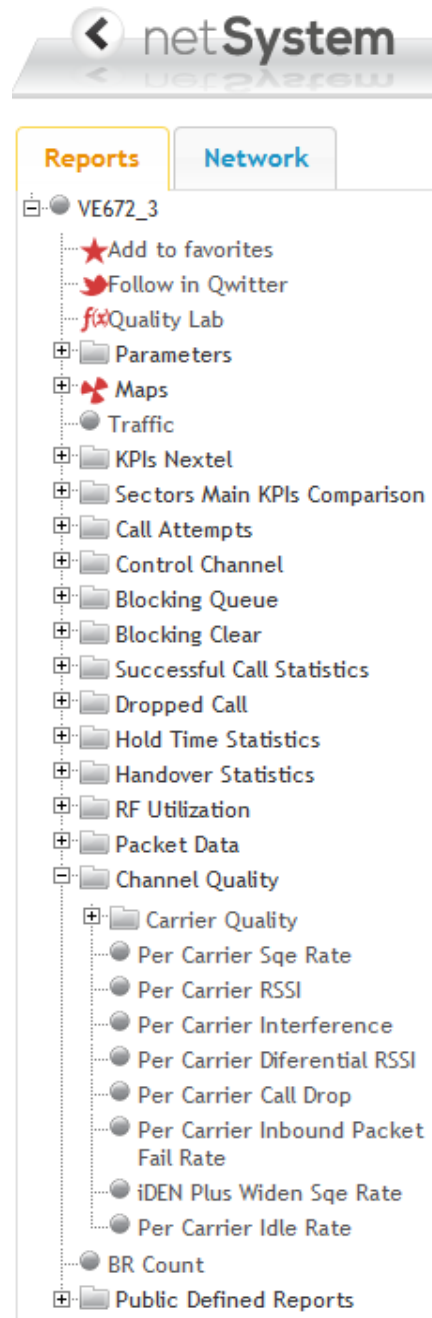 netSystem
Reports
Network
VE672_3
Add to favorites
Follow in Qwitter
f(x)Quality Lab
Parameters
Maps
Traffic
KPIs Nextel
Sectors Main KPIs Comparison
Call Attempts
Control Channel
Blocking Queue
Blocking Clear
Successful Call Statistics
Dropped Call
Hold Time Statistics
Handover Statistics
RF Utilization
Packet Data
Channel Quality
Carrier Quality
Per Carrier Sqe Rate
Per Carrier RSSI
Per Carrier Interference
Per Carrier Diferential RSSI
Per Carrier Call Drop
Per Carrier Inbound Packet
Fail Rate
iDEN Plus Widen Sqe Rate
Per Carrier Idle Rate
BR Count
Public Defined Reports